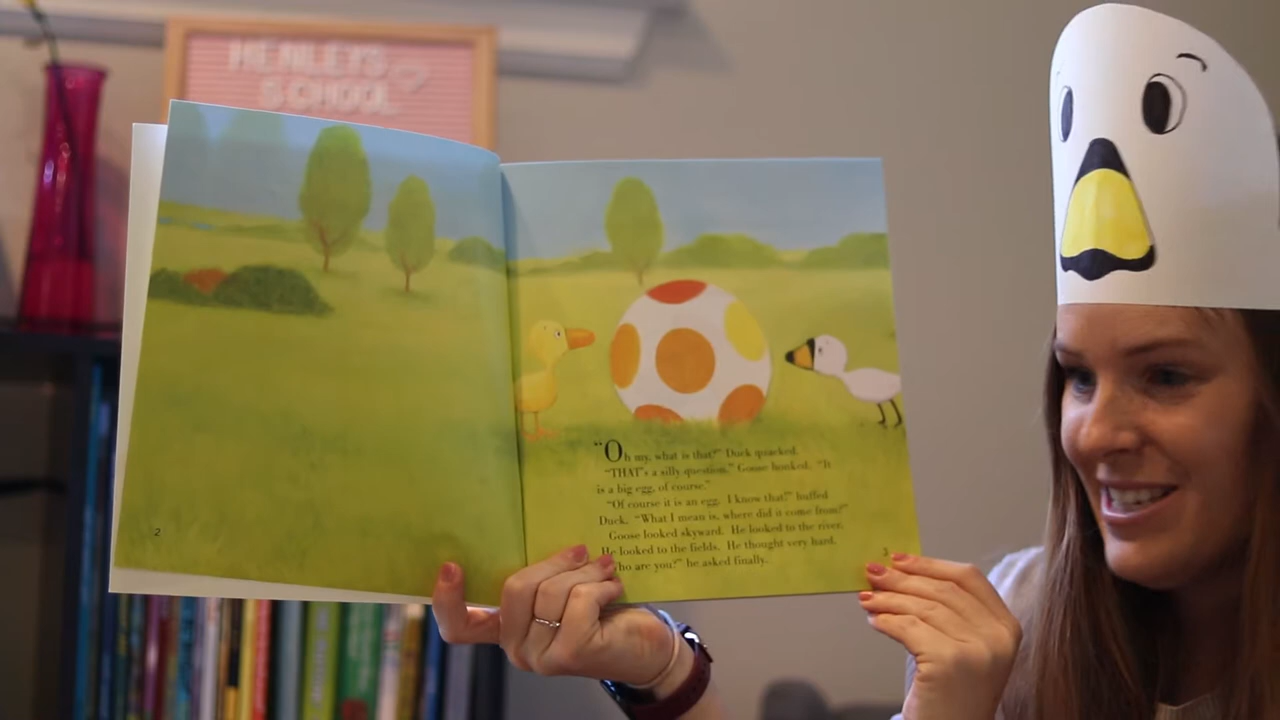 HENLEYS
SCHOOL
"Oh my, what is that?" Duck quacked.
"THAT's a silly question," Goose honked. "It
is a big egg, of course."
"Of course it is an egg. I know that!" huffed
Duck. "What I mean is, where did it come from?"
Goose looked skyward. He looked to the river.
He looked to the fields. He thought very hard.
Who are you?" he asked finally.
2
3